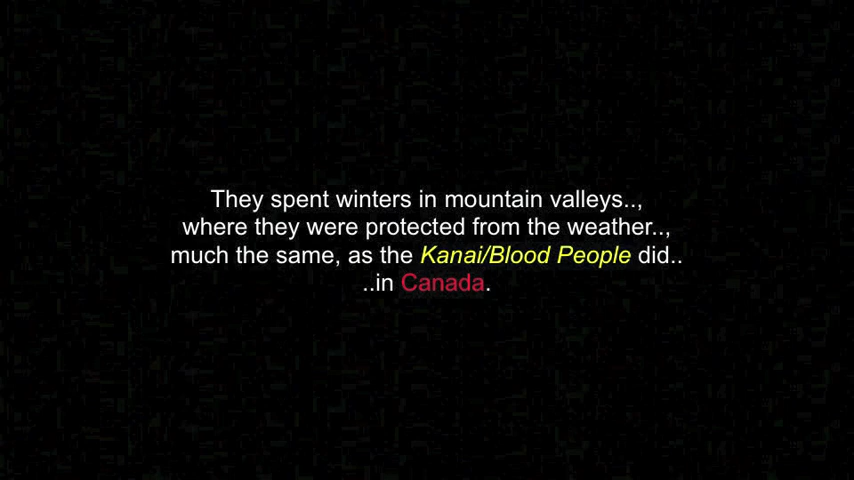 They spent winters in mountain valleys..,
where they were protected from the weather..,
much the same, as the Kanai/Blood People did..
..in Canada.